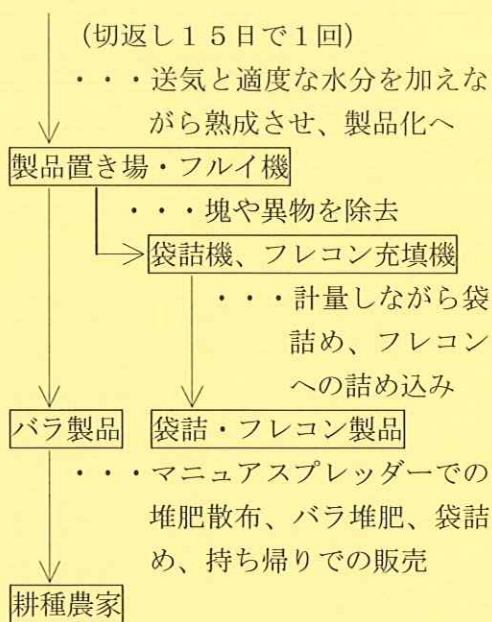 (切返し15日で1回)
・・・送気と適度な水分を加えな
がら熟成させ、製品化へ
製品置き場・フルイ機
・・・塊や異物を除去
袋詰機、フレコン充填機
・・・計量しながら袋
詰め、フレコン
への詰め込み
バラ製品 袋詰・フレコン製品
・・・マニュアスプレッダーでの
堆肥散布、バラ堆肥、袋詰
め、持ち帰りでの販売
耕種農家